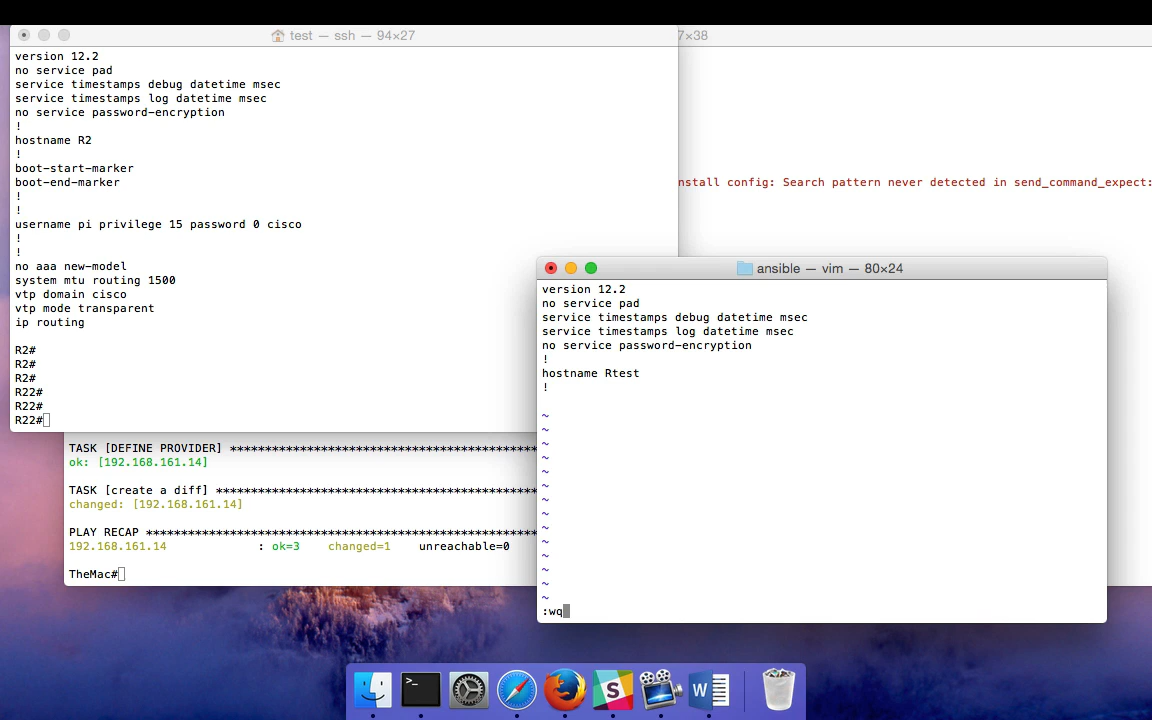 test — ssh — 94×27
7×38
version 12.2
no service pad
service timestamps debug datetime msec
service timestamps log datetime msec
no service password-encryption
!
hostname R2
!
boot-start-marker
boot-end-marker
!
!
username pi privilege 15 password 0 cisco
!
!
no aaa new-model
system mtu routing 1500
vtp domain cisco
vtp mode transparent
ip routing
R2#
R2#
R2#
R22#
R22#
R22#
nstall config: Search pattern never detected in send_command_expect:
ansible — vim — 80×24
version 12.2
no service pad
service timestamps debug datetime msec
service timestamps log datetime msec
no service password-encryption
!
hostname Rtest
!
~
~
~
~
~
~
~
~
~
~
~
~
~
~
:wq
TASK [DEFINE PROVIDER] ********************************************
ok: [192.168.161.14]
TASK [create a diff] **********************************************
changed: [192.168.161.14]
PLAY RECAP ********************************************************
192.168.161.14 : ok=3 changed=1 unreachable=0
TheMac#
>_
S
W